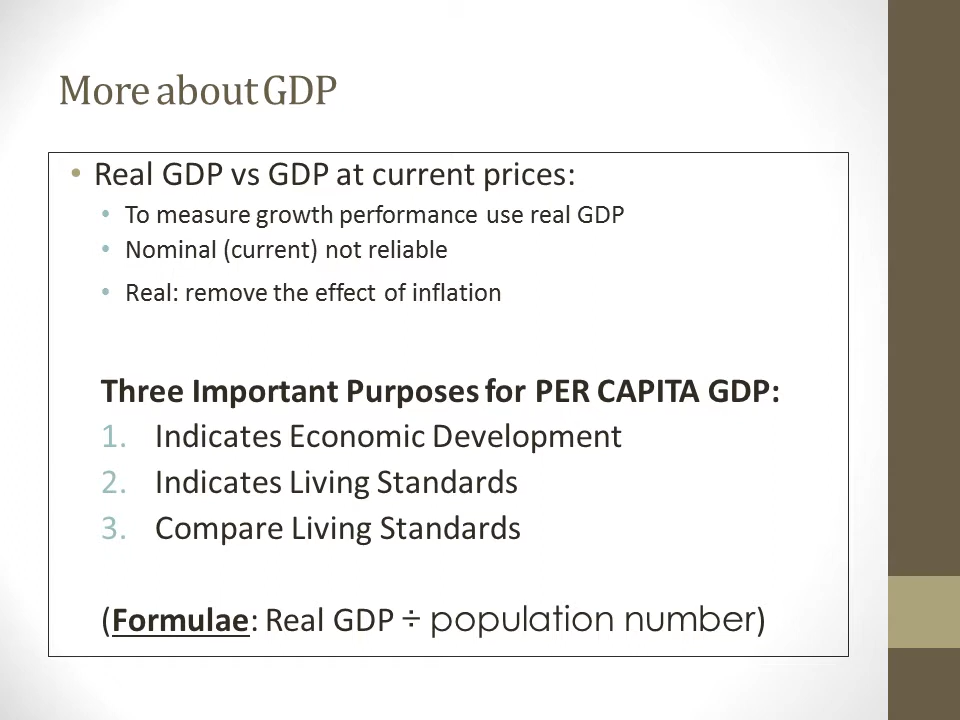 More about GDP
• Real GDP vs GDP at current prices:
• To measure growth performance use real GDP
• Nominal (current) not reliable
• Real: remove the effect of inflation
Three Important Purposes for PER CAPITA GDP:
1. Indicates Economic Development
2. Indicates Living Standards
3. Compare Living Standards
(Formulae: Real GDP ÷ population number)